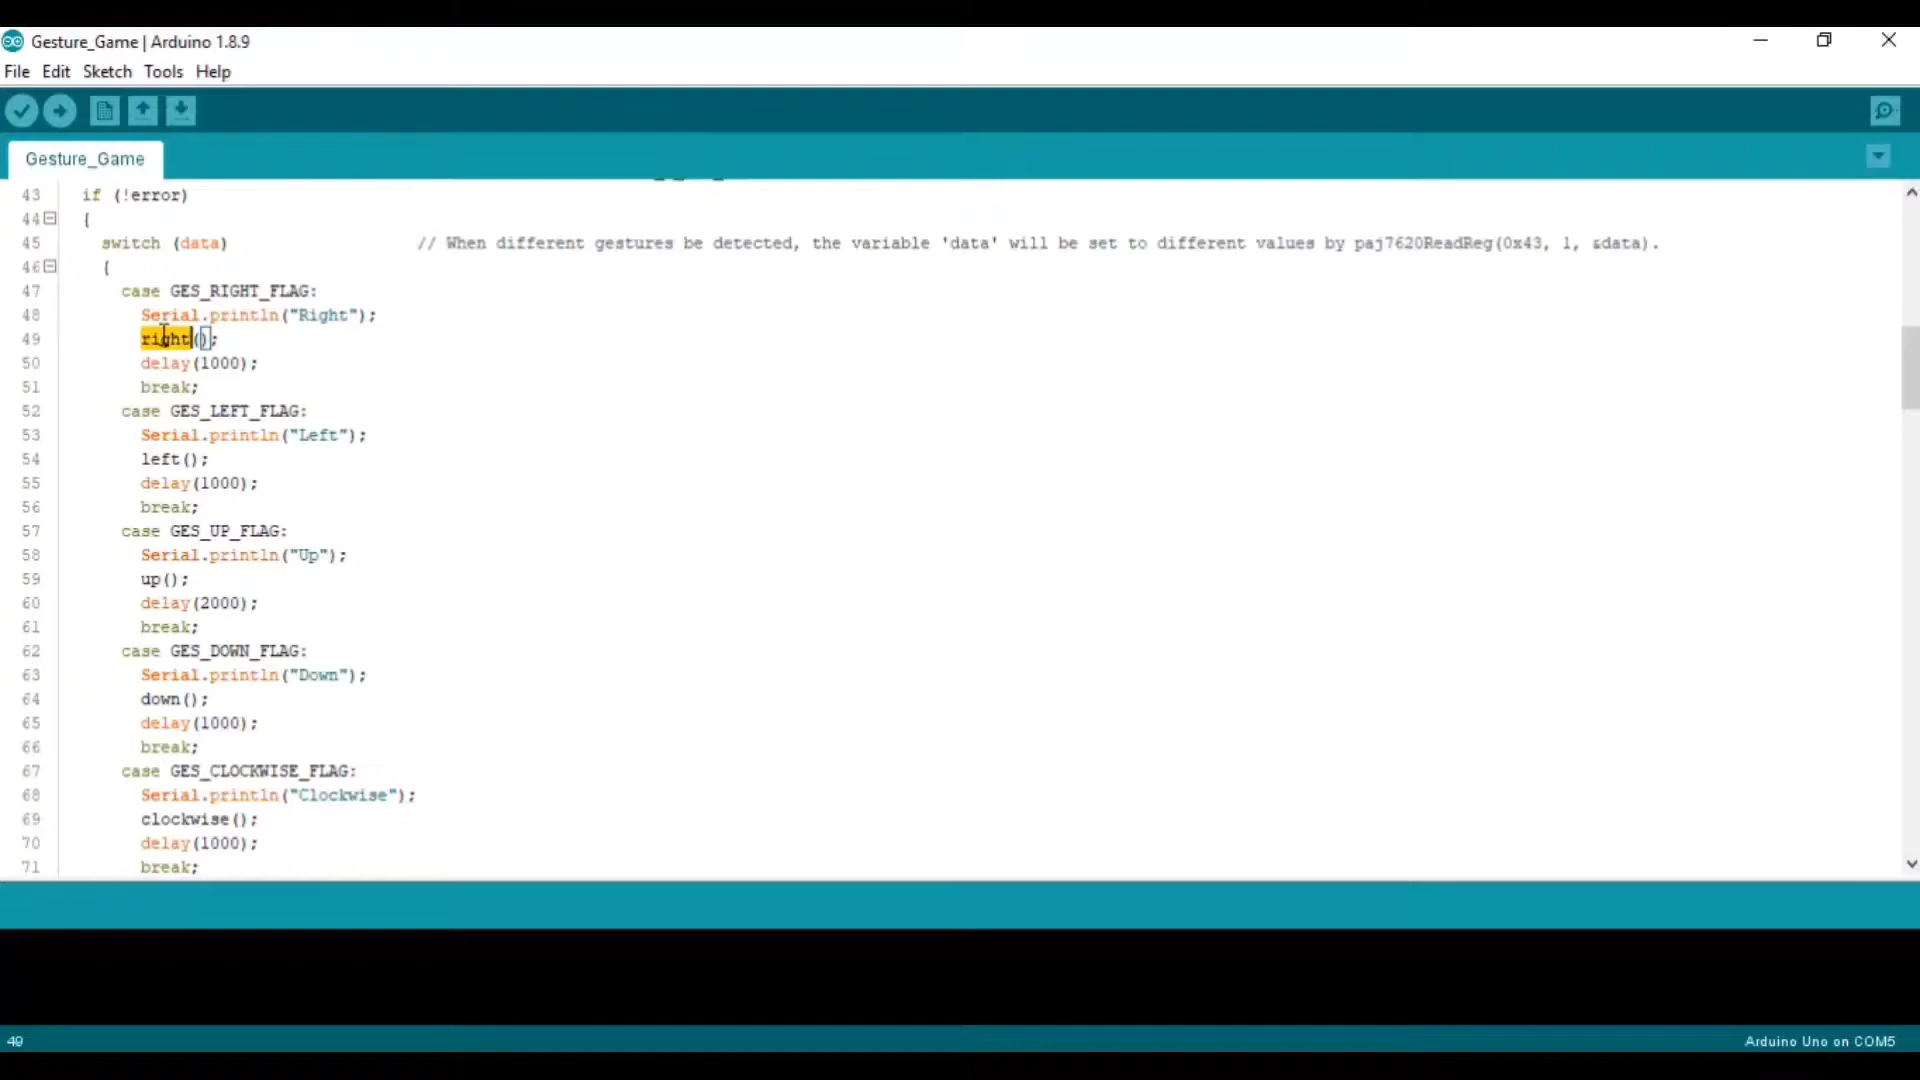 Gesture_Game | Arduino 1.8.9
File Edit Sketch Tools Help
Gesture_Game
43 if (!error)
44 {
45 switch (data) // When different gestures be detected, the variable 'data' will be set to different values by paj7620ReadReg(0x43, 1, &data).
46 {
47 case GES_RIGHT_FLAG:
48 Serial.println("Right");
49 right();
50 delay(1000);
51 break;
52 case GES_LEFT_FLAG:
53 Serial.println("Left");
54 left();
55 delay(1000);
56 break;
57 case GES_UP_FLAG:
58 Serial.println("Up");
59 up();
60 delay(2000);
61 break;
62 case GES_DOWN_FLAG:
63 Serial.println("Down");
64 down();
65 delay(1000);
66 break;
67 case GES_CLOCKWISE_FLAG:
68 Serial.println("Clockwise");
69 clockwise();
70 delay(1000);
71 break;
49 Arduino Uno on COM5